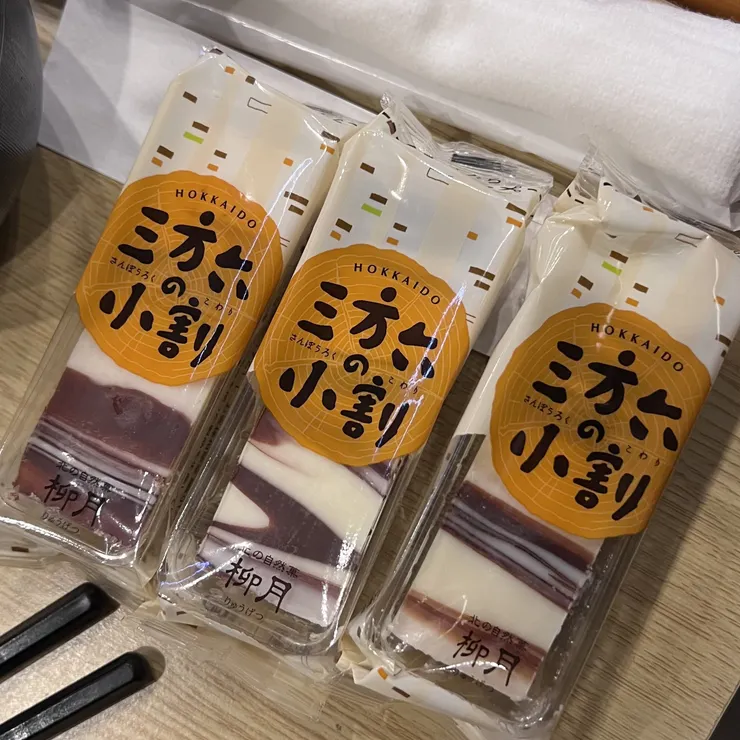 HOKKAIDO
三方六
さんぽうろく
の
こわり
小割
北の自然菓
柳月
りゅうげつ
HOKKAIDO
三方六
さんぽうろく
の
こわり
小割
北の自然菓
柳月
りゅうげつ
HOKKAIDO
三方六
さんぽうろく
の
こわり
小割
北の自然菓
柳月